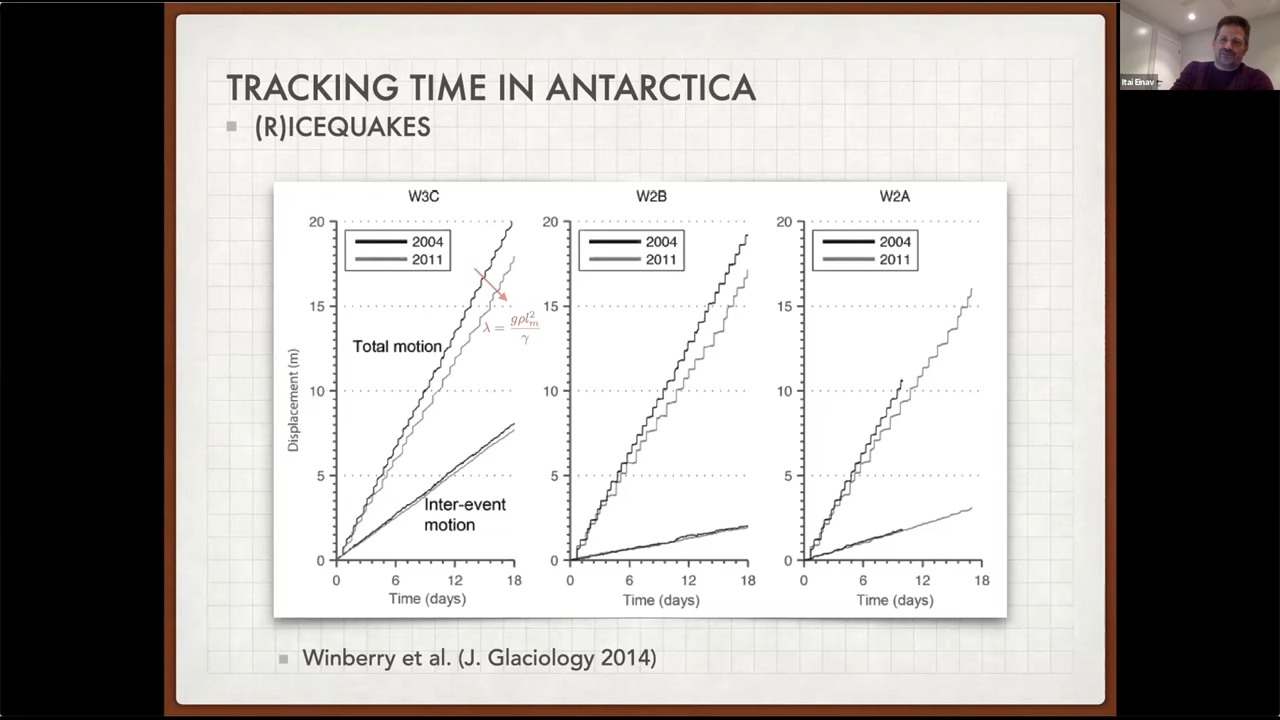 TRACKING TIME IN ANTARCTICA
(R)ICEQUAKES
W3C
W2B
W2A
20
15
10
5
0
Displacement (m)
2004
2011
Total motion
λ = gρl²ₘ/γ
Inter-event
motion
0 6 12 18
Time (days)
20
15
10
5
0
2004
2011
0 6 12 18
Time (days)
20
15
10
5
0
2004
2011
0 6 12 18
Time (days)
Winberry et al. (J. Glaciology 2014)
Itai Einav